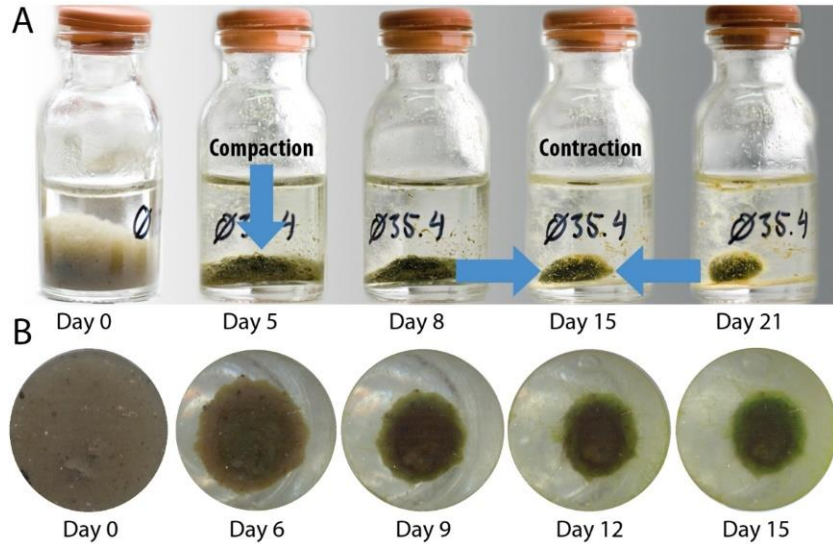 A
Compaction
Contraction
Ø
Ø35.4
Ø35.4
Ø35.4
Ø35.4
Day 0
Day 5
Day 8
Day 15
Day 21
B
Day 0
Day 6
Day 9
Day 12
Day 15